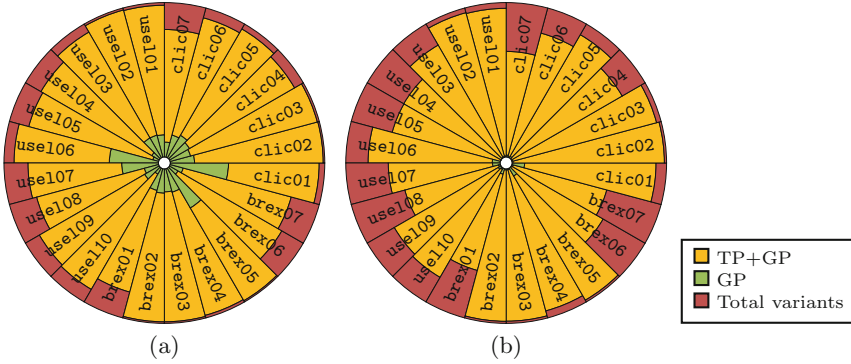 usel01
usel02
usel03
usel04
usel05
usel06
usel07
usel08
usel09
usel10
brex01
brex02
brex03
brex04
brex05
brex06
brex07
clic01
clic02
clic03
clic04
clic05
clic06
clic07
(a)
usel01
usel02
usel03
usel04
usel05
usel06
usel07
usel08
usel09
usel10
brex01
brex02
brex03
brex04
brex05
brex06
brex07
clic01
clic02
clic03
clic04
clic05
clic06
clic07
(b)
TP+GP
GP
Total variants